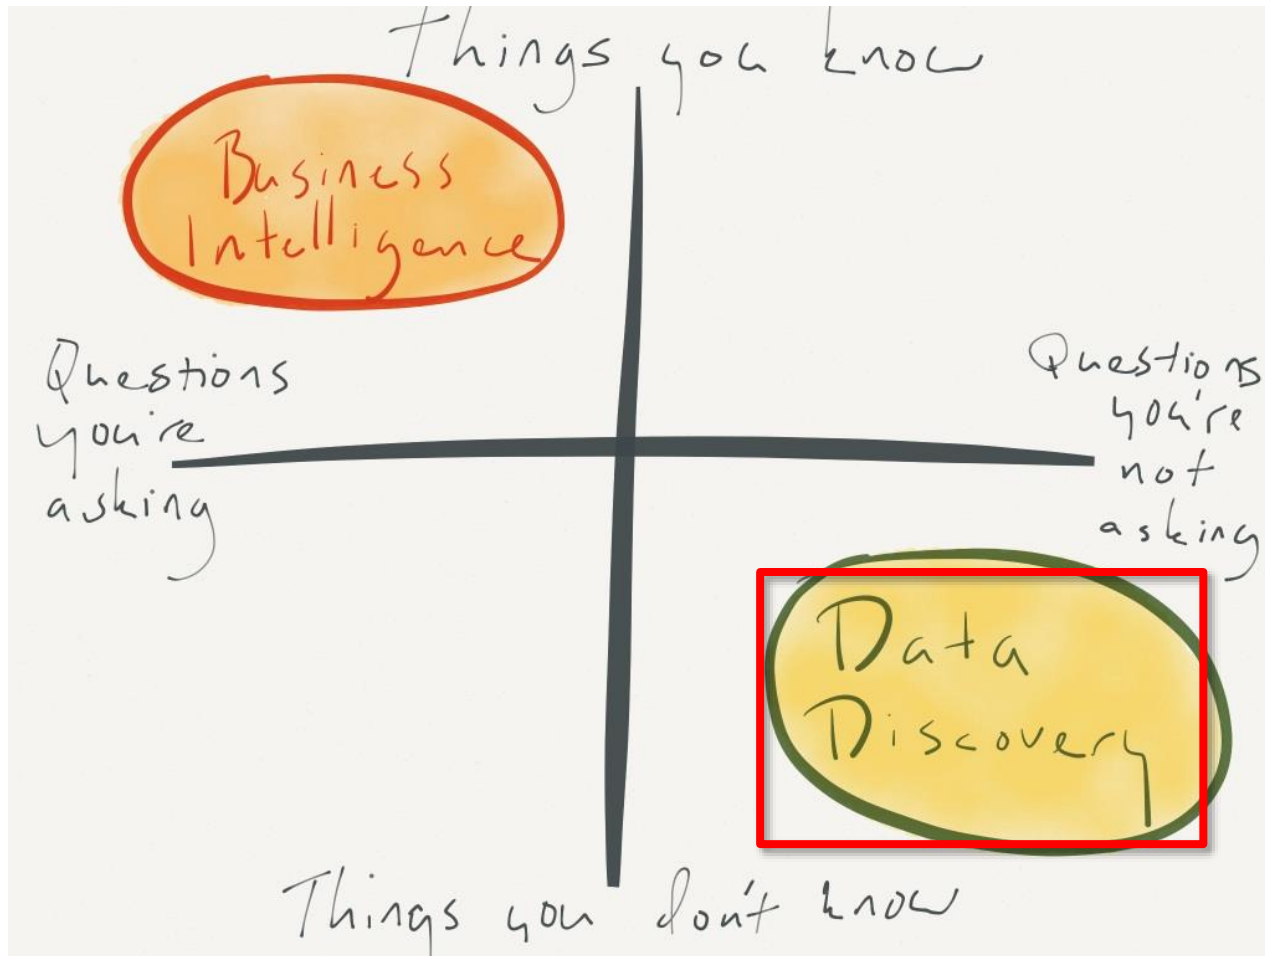 Things you know
Business
Intelligence
Questions
you're
asking
Questions
you're
not
asking
Data
Discovery
Things you don't know